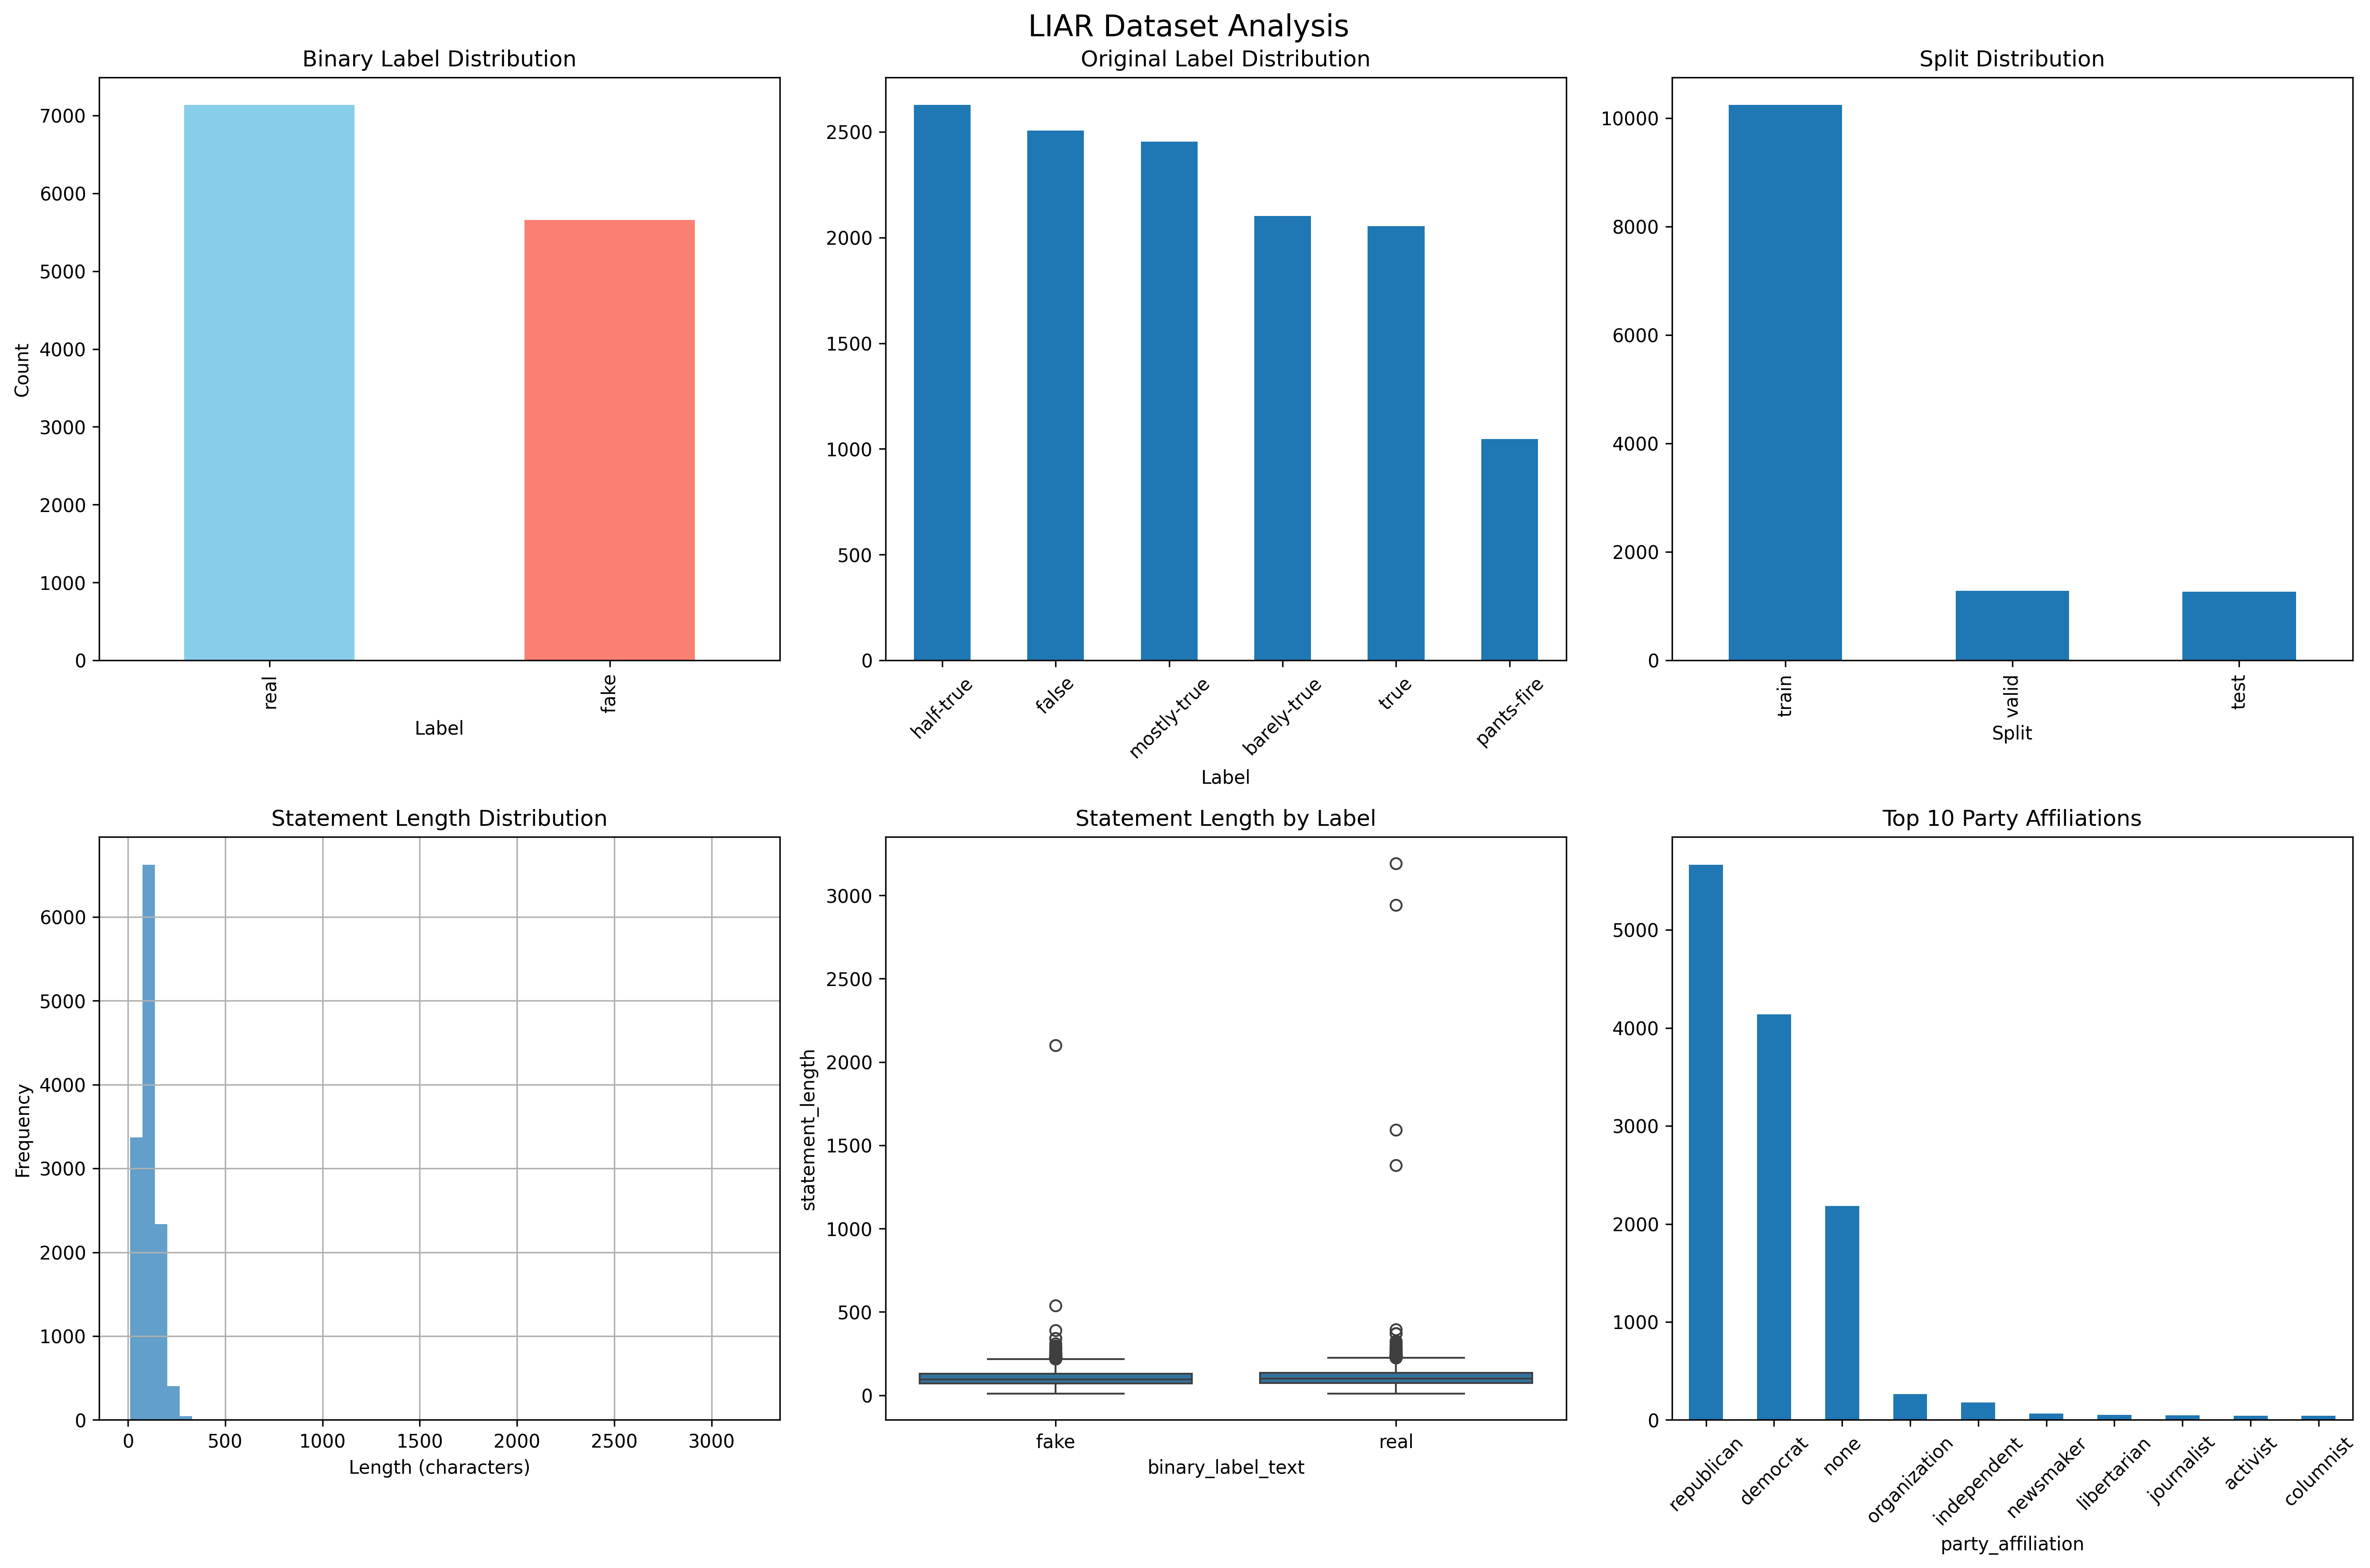 LIAR Dataset Analysis
Binary Label Distribution
Count
7000
6000
5000
4000
3000
2000
1000
0
real
fake
Label
Original Label Distribution
2500
2000
1500
1000
500
0
half-true
false
mostly-true
barely-true
true
pants-fire
Label
Split Distribution
10000
8000
6000
4000
2000
0
train
valid
test
Split
Statement Length Distribution
Frequency
6000
5000
4000
3000
2000
1000
0
0 500 1000 1500 2000 2500 3000
Length (characters)
Statement Length by Label
statement_length
3000
2500
2000
1500
1000
500
0
fake real
binary_label_text
Top 10 Party Affiliations
5000
4000
3000
2000
1000
0
republican
democrat
none
organization
independent
newsmaker
libertarian
journalist
activist
columnist
party_affiliation